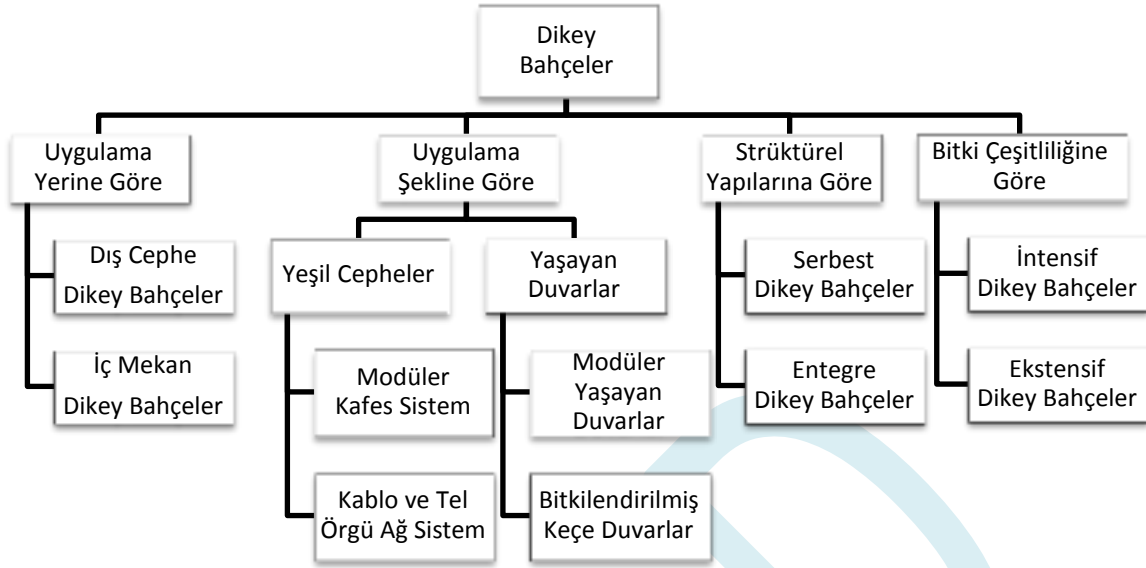 Dikey
Bahçeler
Uygulama
Yerine Göre
Uygulama
Şekline Göre
Strüktürel
Yapılarına Göre
Bitki Çeşitliliğine
Göre
Dış Cephe
Dikey Bahçeler
İç Mekan
Dikey Bahçeler
Yeşil Cepheler
Modüler
Kafes Sistem
Kablo ve Tel
Örgü Ağ Sistem
Yaşayan
Duvarlar
Modüler
Yaşayan
Duvarlar
Bitkilendirilmiş
Keçe Duvarlar
Serbest
Dikey Bahçeler
Entegre
Dikey Bahçeler
İntensif
Dikey Bahçeler
Ekstensif
Dikey Bahçeler